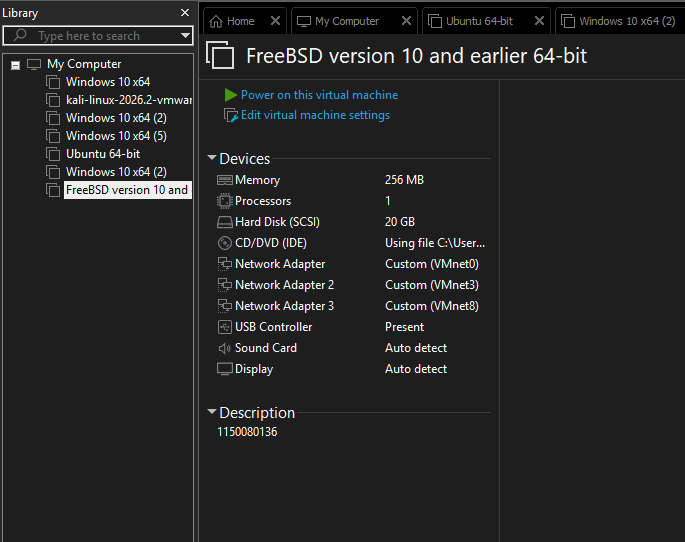 Library
Type here to search
My Computer
Windows 10 x64
kali-linux-2026.2-vmwar
Windows 10 x64 (2)
Windows 10 x64 (5)
Ubuntu 64-bit
Windows 10 x64 (2)
FreeBSD version 10 and
Home
My Computer
Ubuntu 64-bit
Windows 10 x64 (2)
FreeBSD version 10 and earlier 64-bit
Power on this virtual machine
Edit virtual machine settings
Devices
Memory 256 MB
Processors 1
Hard Disk (SCSI) 20 GB
CD/DVD (IDE) Using file C:\User...
Network Adapter Custom (VMnet0)
Network Adapter 2 Custom (VMnet3)
Network Adapter 3 Custom (VMnet8)
USB Controller Present
Sound Card Auto detect
Display Auto detect
Description
1150080136